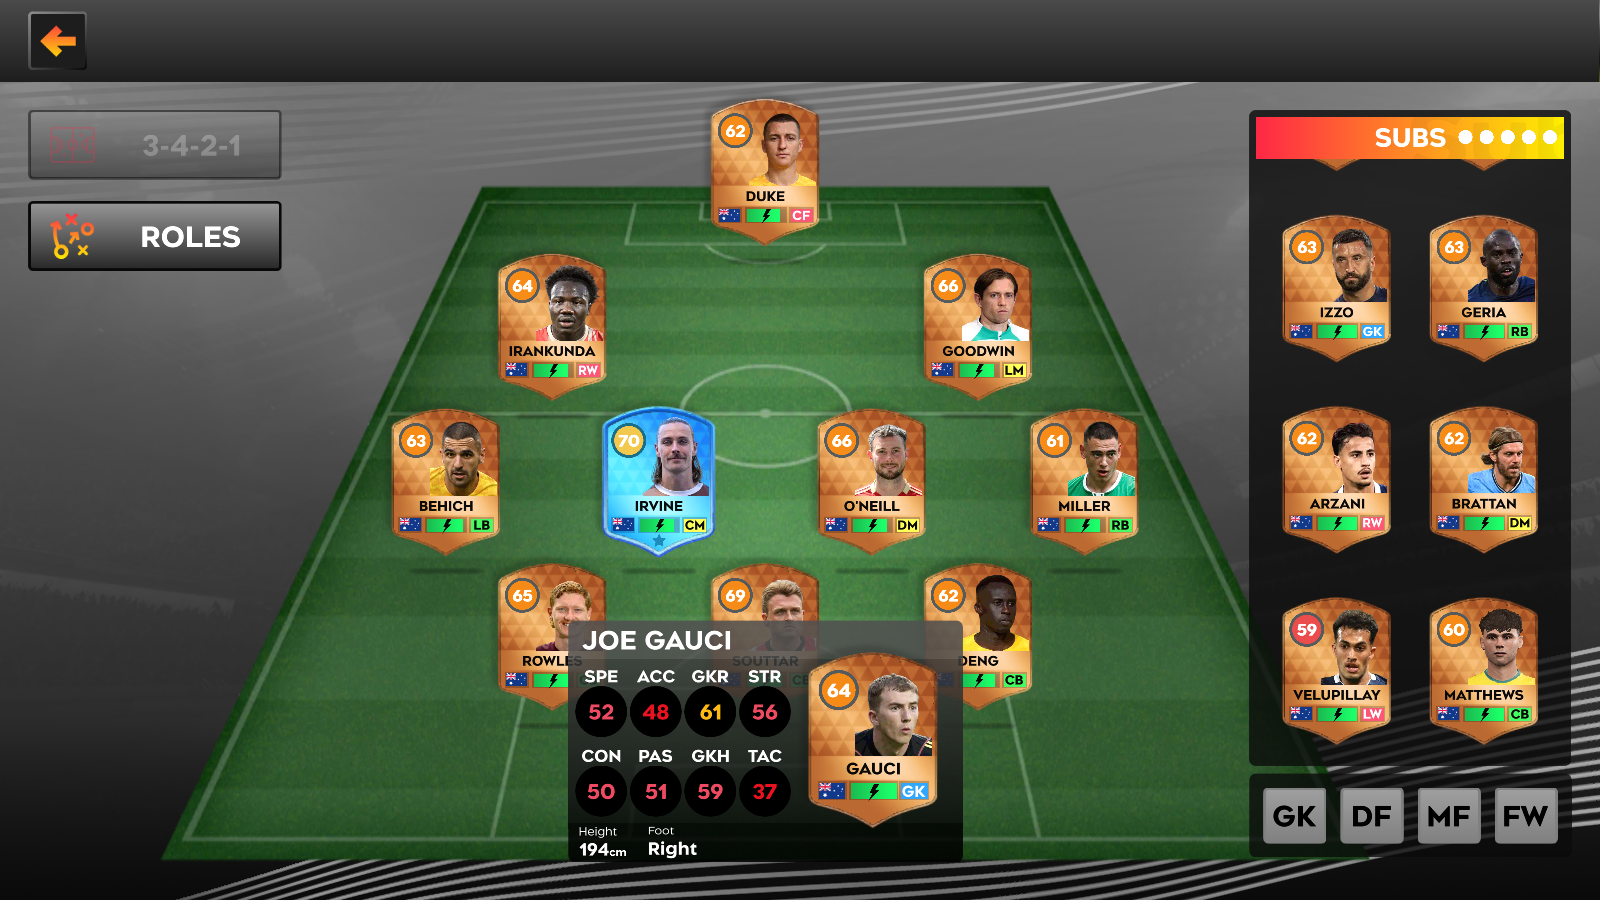 3-4-2-1
ROLES
62
DUKE
CF
64
IRANKUNDA
RW
66
GOODWIN
LM
63
BEHICH
LB
70
IRVINE
CM
66
O'NEILL
DM
61
MILLER
RB
65
ROWLES
69
SOUTTAR
CB
62
DENG
CB
JOE GAUCI
SPE ACC GKR STR
52 48 61 56
CON PAS GKH TAC
50 51 59 37
Height Foot
194cm Right
64
GAUCI
GK
SUBS
63
IZZO
GK
63
GERIA
RB
62
ARZANI
RW
62
BRATTAN
DM
59
VELUPILLAY
LW
60
MATTHEWS
CB
GK DF MF FW